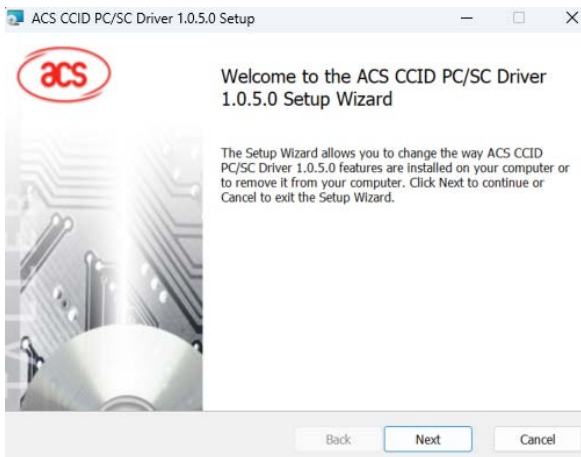 ACS CCID PC/SC Driver 1.0.5.0 Setup
acs
Welcome to the ACS CCID PC/SC Driver
1.0.5.0 Setup Wizard
The Setup Wizard allows you to change the way ACS CCID
PC/SC Driver 1.0.5.0 features are installed on your computer or
to remove it from your computer. Click Next to continue or
Cancel to exit the Setup Wizard.
Back
Next
Cancel